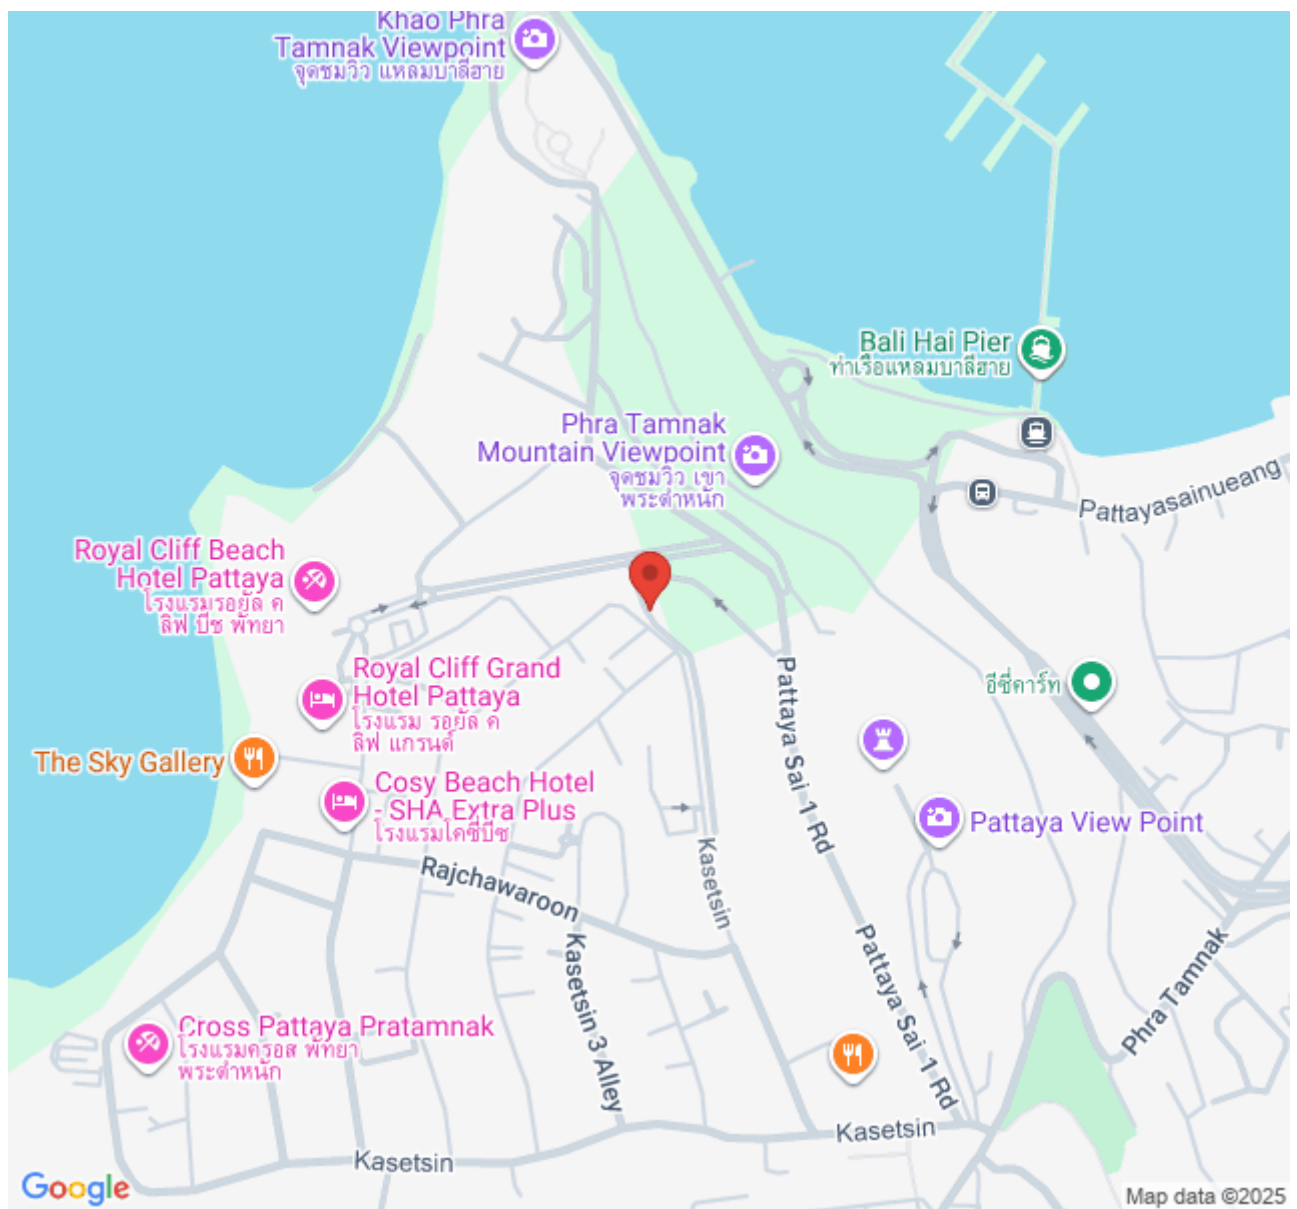 Khao Phra
Tamnak Viewpoint
จุดชมวิว แหลมบาลีฮาย
Bali Hai Pier
ท่าเรือแหลมบาลีฮาย
Phra Tamnak
Mountain Viewpoint
จุดชมวิว เขา
พระตำหนัก
Pattayasainueang
Royal Cliff Beach
Hotel Pattaya
โรงแรมรอยัล ค
ลิฟ บีช พัทยา
Royal Cliff Grand
Hotel Pattaya
โรงแรม รอยัล ค
ลิฟ แกรนด์
อีซี่คาร์ท
The Sky Gallery
Cosy Beach Hotel
- SHA Extra Plus
โรงแรมโคซี่บีช
Pattaya Sai 1 Rd
Pattaya View Point
Rajchawaroon
Kasetsin
Kasetsin 3 Alley
Pattaya Sai 1 Rd
Phra Tamnak
Cross Pattaya Pratamnak
โรงแรมครอส พัทยา
พระตำหนัก
Kasetsin
Kasetsin
Google
Map data ©2025